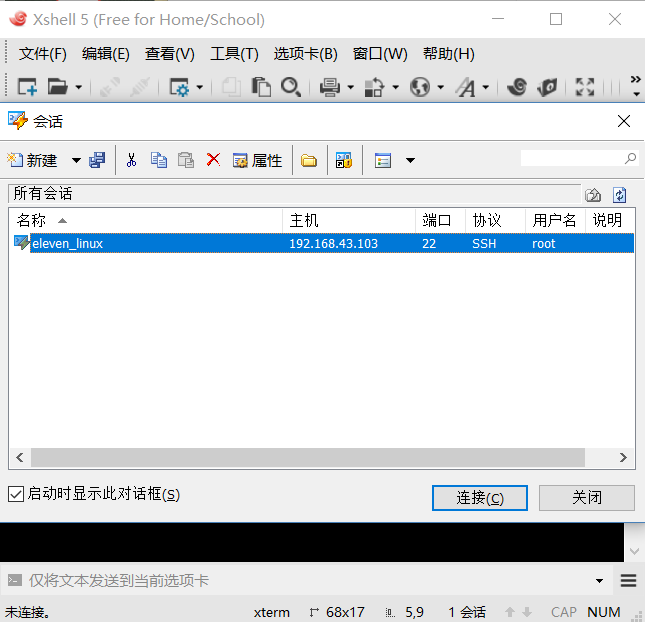 Xshell 5 (Free for Home/School)
文件(F) 编辑(E) 查看(V) 工具(T) 选项卡(B) 窗口(W) 帮助(H)
会话
新建 属性
所有会话
名称 主机 端口 协议 用户名 说明
eleven_linux 192.168.43.103 22 SSH root
启动时显示此对话框(S) 连接(C) 关闭
仅将文本发送到当前选项卡
未连接。 xterm 68x17 5,9 1 会话 CAP NUM